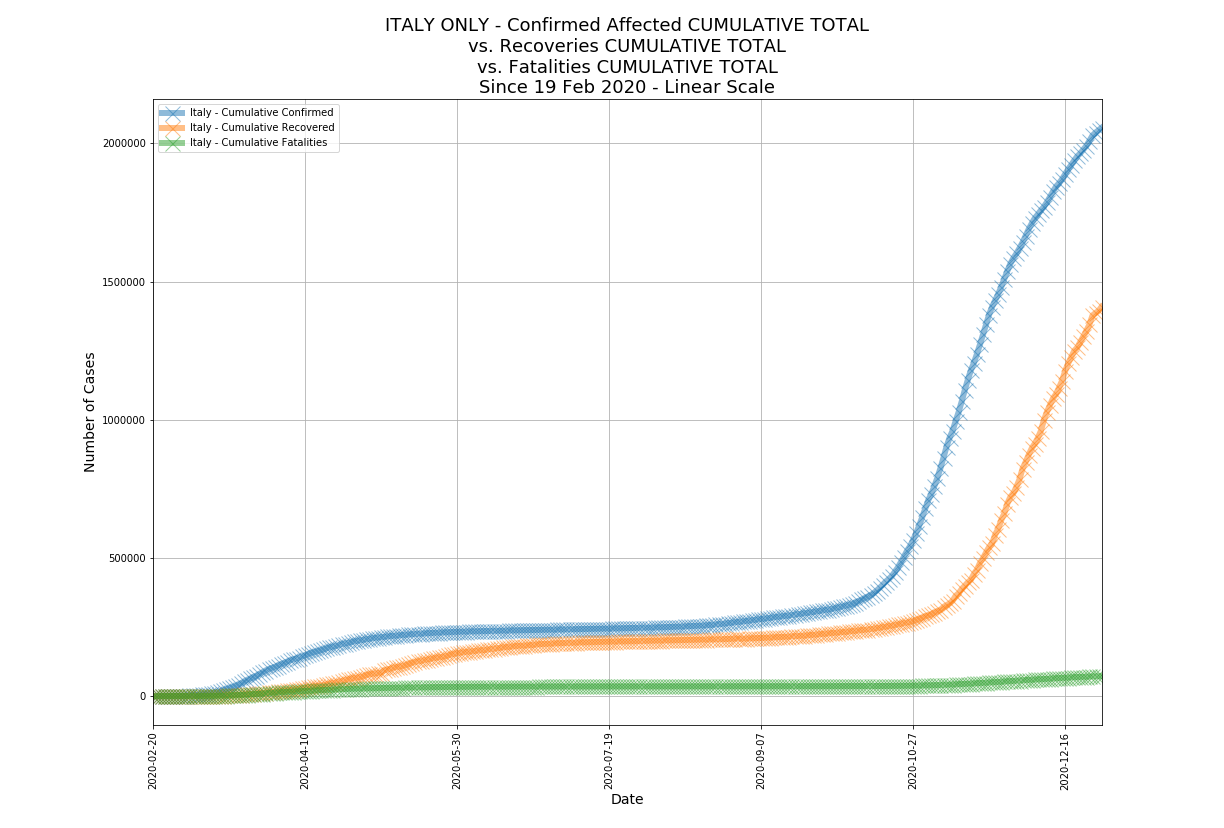 ITALY ONLY - Confirmed Affected CUMULATIVE TOTAL
vs. Recoveries CUMULATIVE TOTAL
vs. Fatalities CUMULATIVE TOTAL
Since 19 Feb 2020 - Linear Scale
Italy - Cumulative Confirmed
Italy - Cumulative Recovered
Italy - Cumulative Fatalities
2000000
1500000
1000000
500000
0
Number of Cases
2020-02-20
2020-04-10
2020-05-30
2020-07-19
2020-09-07
2020-10-27
2020-12-16
Date